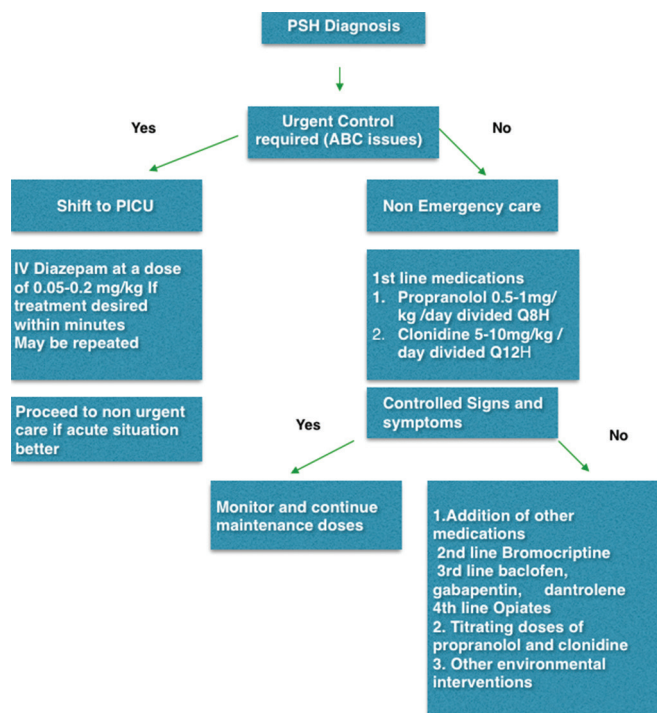 PSH Diagnosis
Urgent Control
required (ABC issues)
Yes
No
Shift to PICU
IV Diazepam at a dose
of 0.05-0.2 mg/kg If
treatment desired
within minutes
May be repeated
Proceed to non urgent
care if acute situation
better
Non Emergency care
1st line medications
1. Propranolol 0.5-1mg/
kg /day divided Q8H
2. Clonidine 5-10mg/kg /
day divided Q12H
Controlled Signs and
symptoms
Yes
No
Monitor and continue
maintenance doses
1.Addition of other
medications
2nd line Bromocriptine
3rd line baclofen,
gabapentin, dantrolene
4th line Opiates
2. Titrating doses of
propranolol and clonidine
3. Other environmental
interventions